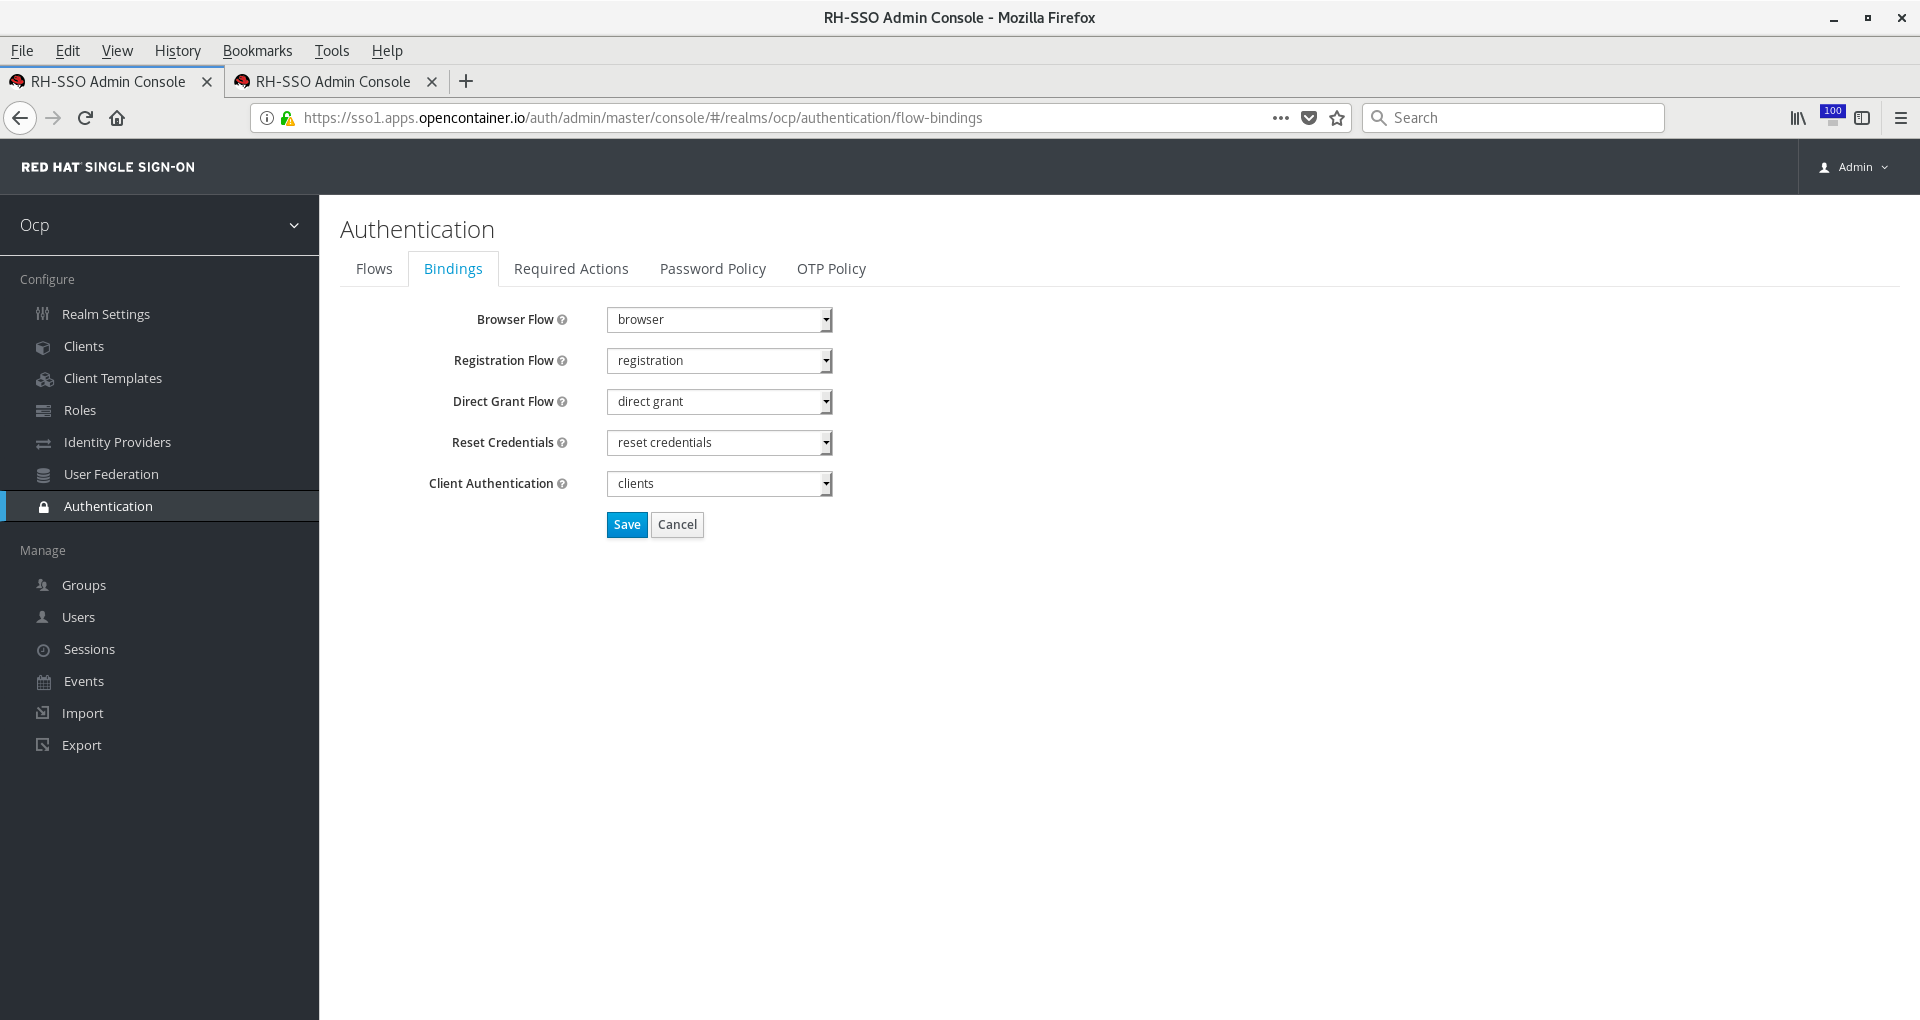 RH-SSO Admin Console - Mozilla Firefox
File Edit View History Bookmarks Tools Help
RH-SSO Admin Console RH-SSO Admin Console
https://sso1.apps.opencontainer.io/auth/admin/master/console/#/realms/ocp/authentication/flow-bindings Search 100
RED HAT SINGLE SIGN-ON Admin
Ocp
Configure
Realm Settings
Clients
Client Templates
Roles
Identity Providers
User Federation
Authentication
Manage
Groups
Users
Sessions
Events
Import
Export
Authentication
Flows Bindings Required Actions Password Policy OTP Policy
Browser Flow browser
Registration Flow registration
Direct Grant Flow direct grant
Reset Credentials reset credentials
Client Authentication clients
Save Cancel